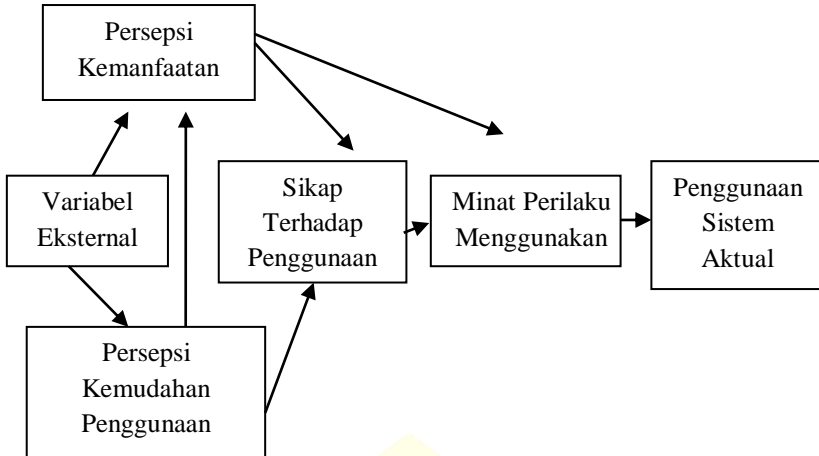 Persepsi
Kemanfaatan
Variabel
Eksternal
Sikap
Terhadap
Penggunaan
Minat Perilaku
Menggunakan
Penggunaan
Sistem
Aktual
Persepsi
Kemudahan
Penggunaan